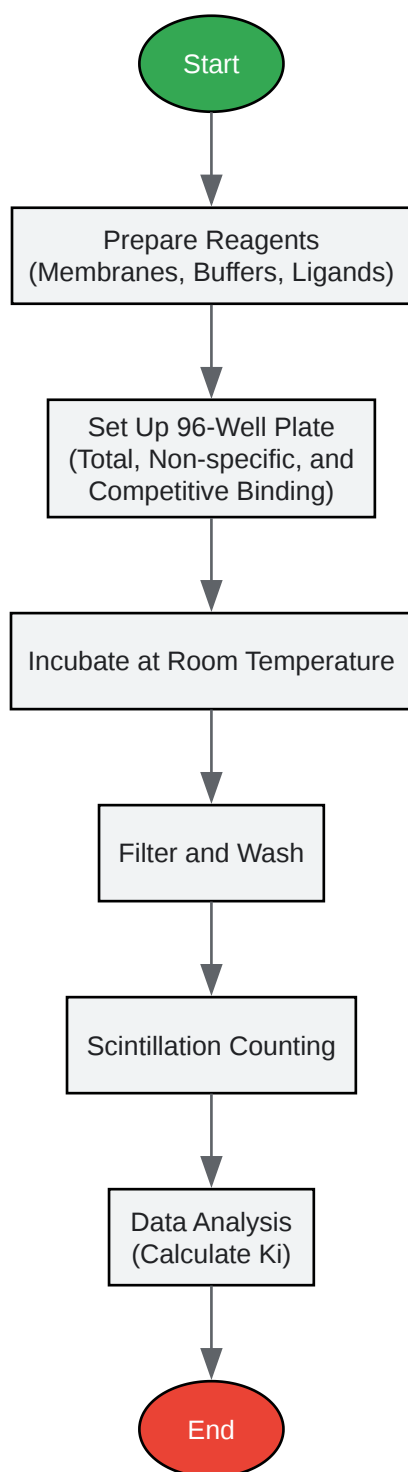 Start
Prepare Reagents
(Membranes, Buffers, Ligands)
Set Up 96-Well Plate
(Total, Non-specific, and
Competitive Binding)
Incubate at Room Temperature
Filter and Wash
Scintillation Counting
Data Analysis
(Calculate Ki)
End